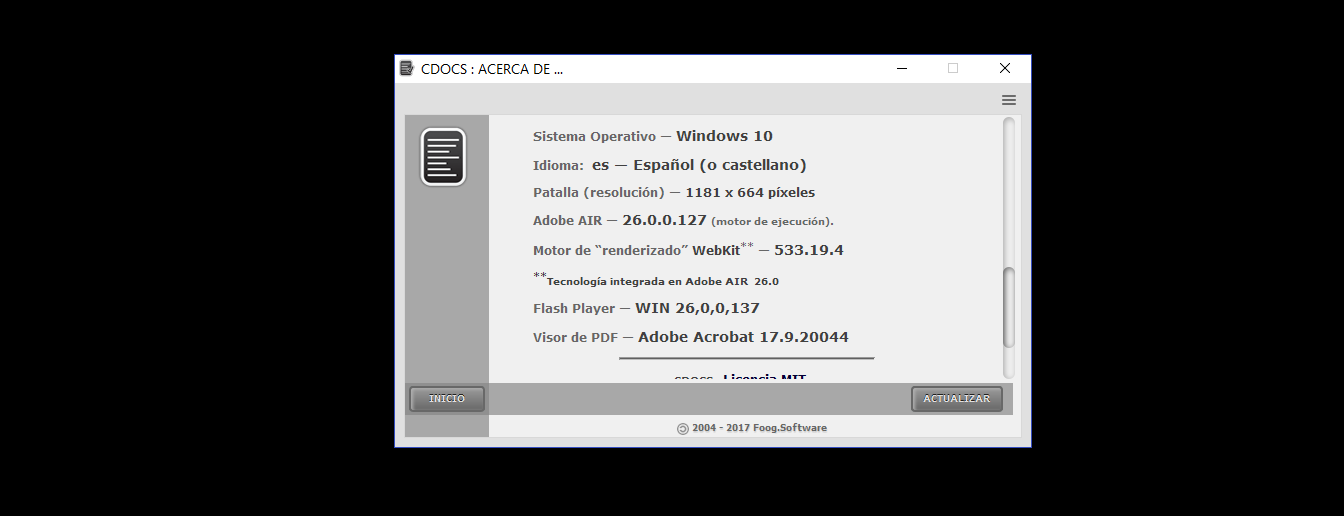 CDOCS : ACERCA DE ...
Sistema Operativo — Windows 10
Idioma: es — Español (o castellano)
Patalla (resolución) — 1181 x 664 píxeles
Adobe AIR — 26.0.0.127 (motor de ejecución).
Motor de “renderizado” WebKit** — 533.19.4
**Tecnología integrada en Adobe AIR 26.0
Flash Player — WIN 26,0,0,137
Visor de PDF — Adobe Acrobat 17.9.20044
CDOCS Licencia MIT
INICIO
ACTUALIZAR
2004 - 2017 Foog.Software